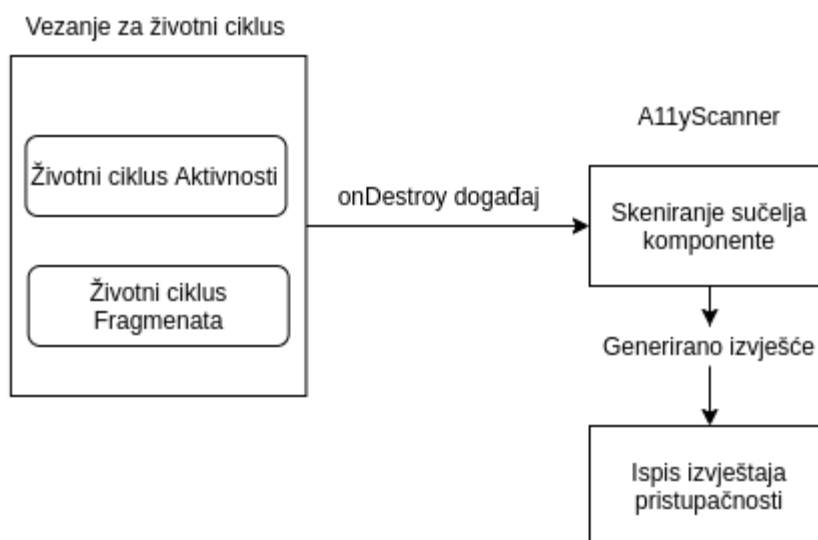 Vezanje za životni ciklus
Životni ciklus Aktivnosti
Životni ciklus
Fragmenata
onDestroy događaj
A11yScanner
Skeniranje sučelja
komponente
Generirano izvješće
Ispis izvještaja
pristupačnosti